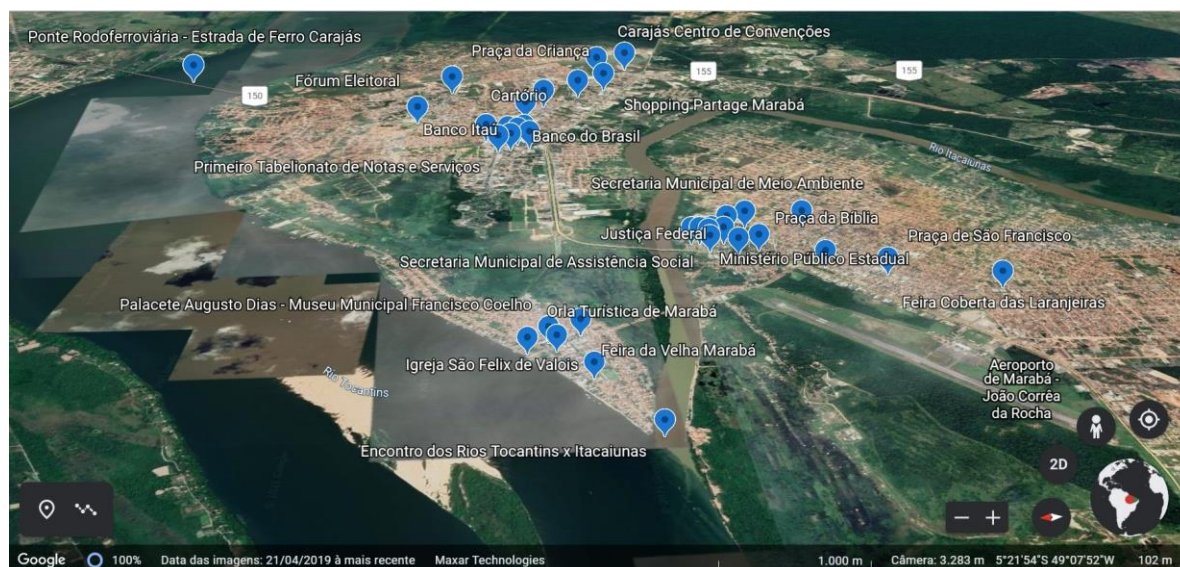 Ponte Rodoferroviária - Estrada de Ferro Carajás
Praça da Criança
Carajás Centro de Convenções
155
155
Fórum Eleitoral
150
Cartório
Shopping Partage Marabá
Banco Itaú
Banco do Brasil
Rio Itacaiunas
Primeiro Tabelionato de Notas e Serviços
Secretaria Municipal de Meio Ambiente
Praça da Bíblia
Justiça Federal
Praça de São Francisco
Secretaria Municipal de Assistência Social
Ministério Público Estadual
Palacete Augusto Dias - Museu Municipal Francisco Coelho
Orla Turística de Marabá
Feira Coberta das Laranjeiras
Feira da Velha Marabá
Igreja São Felix de Valois
Rio Tocantins
Aeroporto
de Marabá -
João Corrêa
da Rocha
Encontro dos Rios Tocantins x Itacaiunas
2D
Google
100%
Data das imagens: 21/04/2019 à mais recente
Maxar Technologies
1.000 m
Câmera: 3.283 m
5°21'54"S 49°07'52"W
102 m